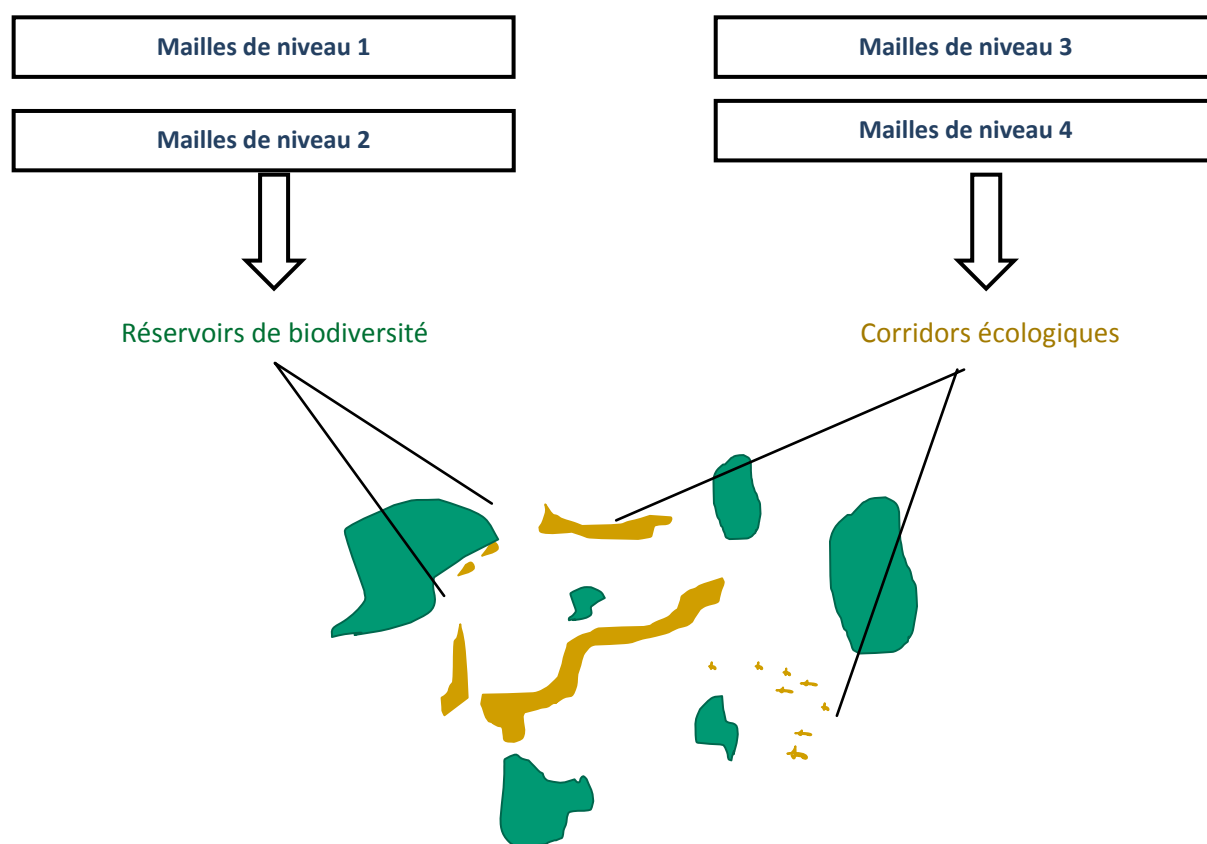 Mailles de niveau 1
Mailles de niveau 3
Mailles de niveau 2
Mailles de niveau 4
Réservoirs de biodiversité
Corridors écologiques